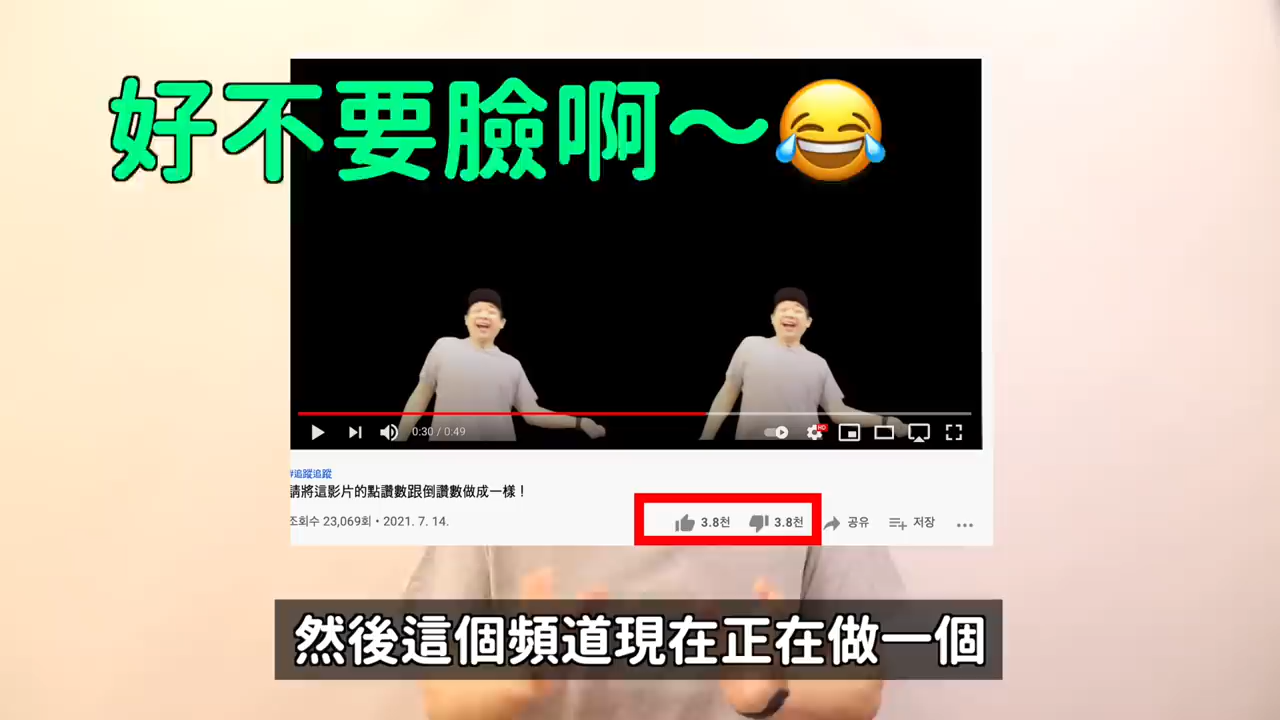 好不要臉啊～😂
0:30 / 0:49
HD
#追蹤追蹤
請將這影片的點讚數跟倒讚數做成一樣！
조회수 23,069회 • 2021. 7. 14.
3.8천 3.8천 공유 저장 ...
然後這個頻道現在正在做一個